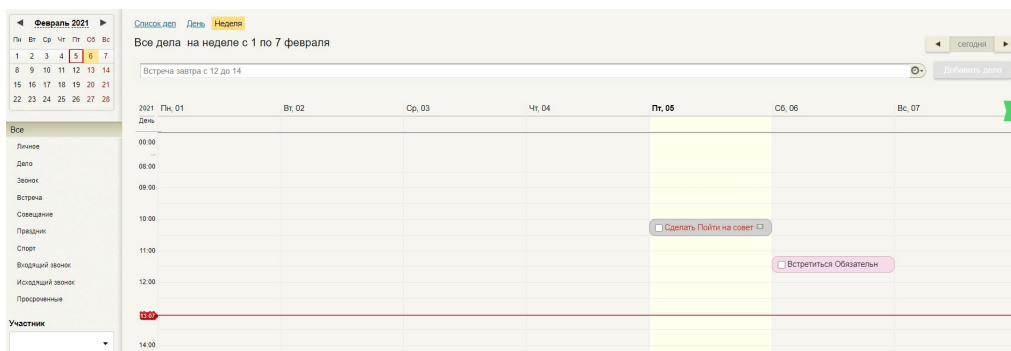 Февраль 2021
Пн Вт Ср Чт Пт Сб Вс
1 2 3 4 5 6 7
8 9 10 11 12 13 14
15 16 17 18 19 20 21
22 23 24 25 26 27 28
Все
Личное
Дело
Звонок
Встреча
Совещание
Праздник
Спорт
Входящий звонок
Исходящий звонок
Просроченные
Участник
Список дел День Неделя
Все дела на неделе с 1 по 7 февраля
сегодня
Встреча завтра с 12 до 14
Добавить дело
2021 Пн, 01 Вт, 02 Ср, 03 Чт, 04 Пт, 05 Сб, 06 Вс, 07
День
00:00
...
08:00
09:00
10:00
Сделать Пойти на совет
11:00
Встретиться Обязательн
12:00
13:07
14:00